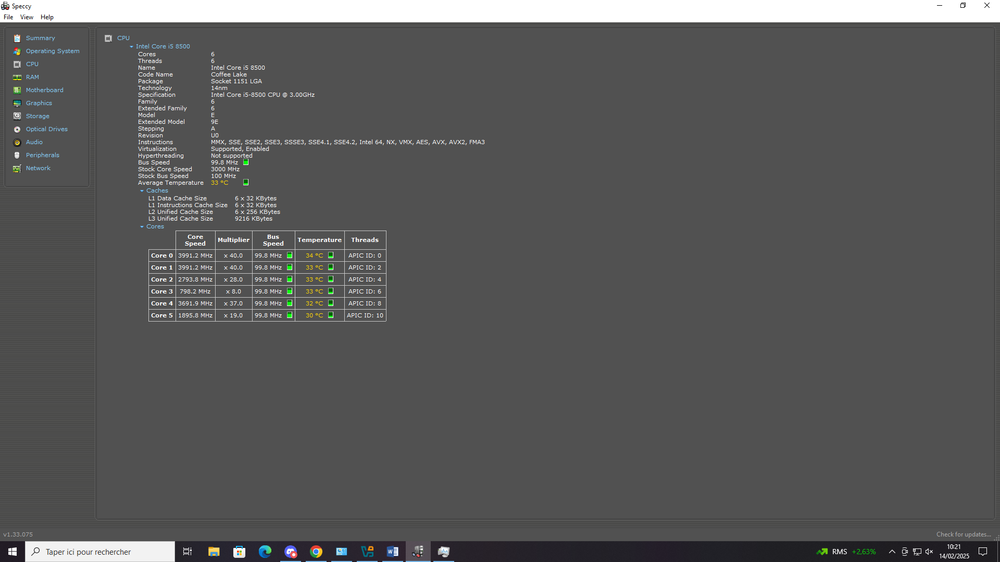 Speccy
File View Help
Summary
Operating System
CPU
RAM
Motherboard
Graphics
Storage
Optical Drives
Audio
Peripherals
Network
CPU
Intel Core i5 8500
Cores 6
Threads 6
Name Intel Core i5 8500
Code Name Coffee Lake
Package Socket 1151 LGA
Technology 14nm
Specification Intel Core i5-8500 CPU @ 3.00GHz
Family 6
Extended Family 6
Model E
Extended Model 9E
Stepping A
Revision U0
Instructions MMX, SSE, SSE2, SSE3, SSSE3, SSE4.1, SSE4.2, Intel 64, NX, VMX, AES, AVX, AVX2, FMA3
Virtualization Supported, Enabled
Hyperthreading Not supported
Bus Speed 99.8 MHz
Stock Core Speed 3000 MHz
Stock Bus Speed 100 MHz
Average Temperature 33 °C
Caches
L1 Data Cache Size 6 x 32 KBytes
L1 Instructions Cache Size 6 x 32 KBytes
L2 Unified Cache Size 6 x 256 KBytes
L3 Unified Cache Size 9216 KBytes
Cores
Core Speed Multiplier Bus Speed Temperature Threads
Core 0 3991.2 MHz x 40.0 99.8 MHz 34 °C APIC ID: 0
Core 1 3991.2 MHz x 40.0 99.8 MHz 33 °C APIC ID: 2
Core 2 2793.8 MHz x 28.0 99.8 MHz 33 °C APIC ID: 4
Core 3 798.2 MHz x 8.0 99.8 MHz 33 °C APIC ID: 6
Core 4 3691.9 MHz x 37.0 99.8 MHz 32 °C APIC ID: 8
Core 5 1895.8 MHz x 19.0 99.8 MHz 30 °C APIC ID: 10
v1.33.075 Check for updates...
Taper ici pour rechercher
RMS +2,63%
10:21
14/02/2025